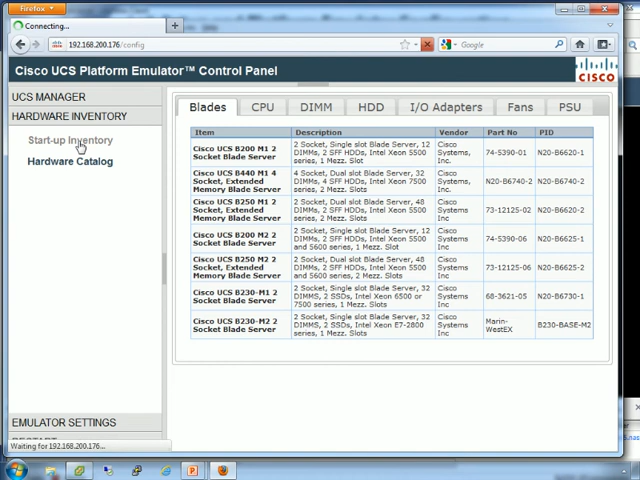 Firefox
Connecting...
192.168.200.176/config
Google
Cisco UCS Platform Emulator™ Control Panel
CISCO
UCS MANAGER
HARDWARE INVENTORY
Start-up Inventory
Hardware Catalog
Blades CPU DIMM HDD I/O Adapters Fans PSU
Item Description Vendor Part No PID
Cisco UCS B200 M1 2 Socket Blade Server
2 Socket, Single slot Blade Server, 12 DIMMs, 2 SFF HDDs, Intel Xeon 5500 series, 1 Mezz. Slot
Cisco Systems, Inc.
74-5390-01
N20-B6620-1
Cisco UCS B440 M1 4 Socket, Extended Memory Blade Server
4 Socket, Dual slot Blade Server, 32 DIMMs, 4 SFF HDDs, Intel Xeon 7500 series, 2 Mezz. Slots
Cisco Systems, Inc.
N20-B6740-2
N20-B6740-2
Cisco UCS B250 M1 2 Socket, Extended Memory Blade Server
2 Socket, Dual slot Blade Server, 48 DIMMs, 2 SFF HDDs, Intel Xeon 5500 series, 2 Mezz. Slots
Cisco Systems Inc
73-12125-02
N20-B6620-2
Cisco UCS B200 M2 2 Socket Blade Server
2 Socket, Single slot Blade Server, 12 DIMMs, 2 SFF HDDs, Intel Xeon 5500 and 5600 series, 1 Mezz. Slot
Cisco Systems Inc
74-5390-06
N20-B6625-1
Cisco UCS B250 M2 2 Socket, Extended Memory Blade Server
2 Socket, Dual slot Blade Server, 48 DIMMs, 2 SFF HDDs, Intel Xeon 5500 and 5600 series, 2 Mezz. Slots
Cisco Systems Inc
73-12125-06
N20-B6625-2
Cisco UCS B230-M1 2 Socket Blade Server
2 Socket, Single slot Blade Server, 32 DIMMs, 2 SSDs, Intel Xeon 6500 or 7500 series, 1 Mezz. Slots
Cisco Systems Inc
68-3621-05
N20-B6730-1
Cisco UCS B230-M2 2 Socket Blade Server
2 Socket, Single slot Blade Server, 32 DIMMs, 2 SSDs, Intel Xeon E7-2800 series, 1 Mezz. Slots
Cisco Systems Inc
Marin-WestEX
B230-BASE-M2
EMULATOR SETTINGS
Waiting for 192.168.200.176...